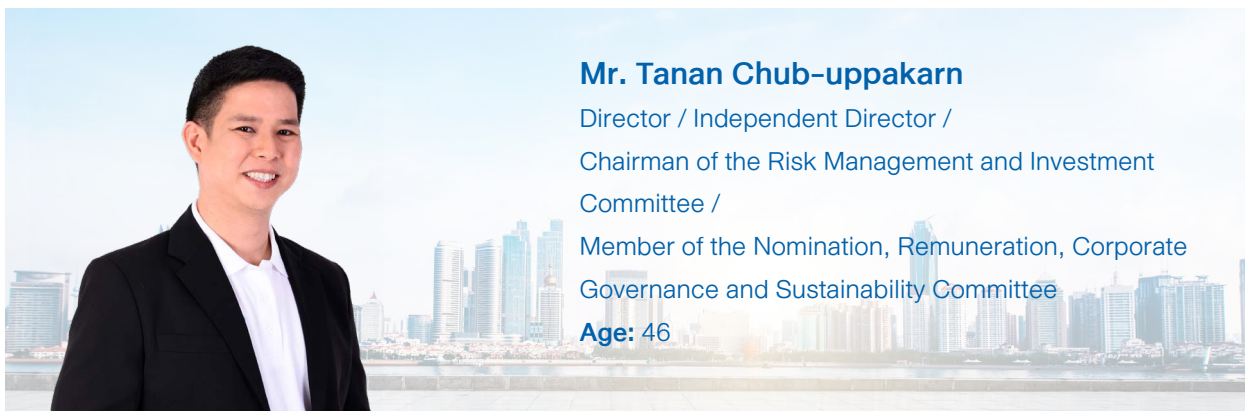 Mr. Tanan Chub-uppakarn
Director / Independent Director /
Chairman of the Risk Management and Investment
Committee /
Member of the Nomination, Remuneration, Corporate
Governance and Sustainability Committee
Age: 46